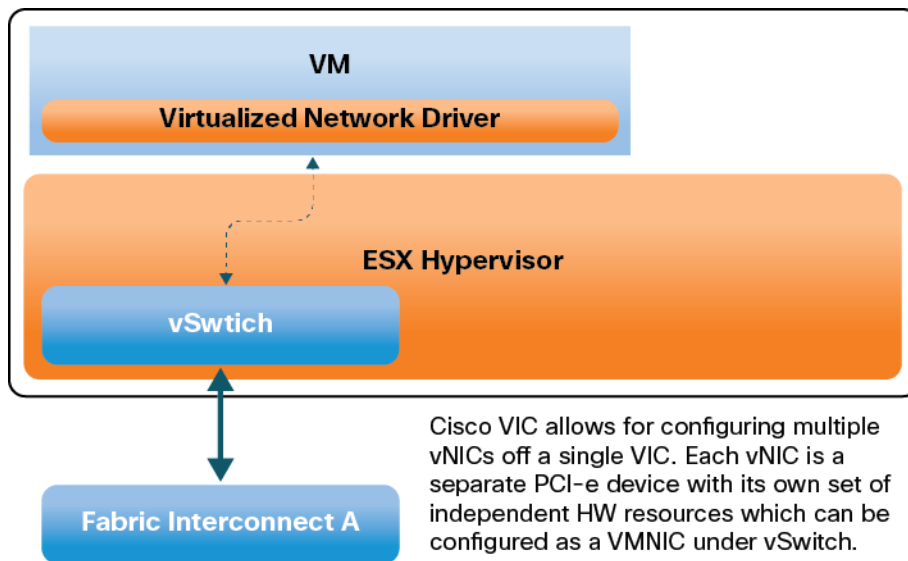 VM
Virtualized Network Driver
ESX Hypervisor
vSwtich
Fabric Interconnect A
Cisco VIC allows for configuring multiple
vNICs off a single VIC. Each vNIC is a
separate PCI-e device with its own set of
independent HW resources which can be
configured as a VMNIC under vSwitch.